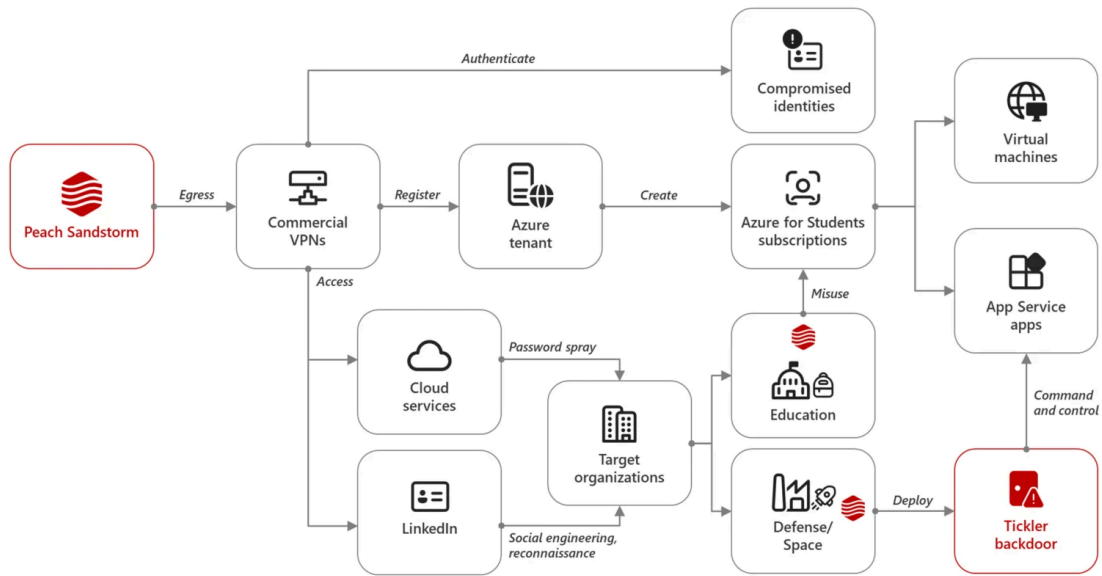 Authenticate
Compromised
identities
Virtual
machines
Peach Sandstorm
Egress
Commercial
VPNs
Register
Azure
tenant
Create
Azure for Students
subscriptions
Access
Misuse
App Service
apps
Cloud
services
Password spray
Target
organizations
Education
Command
and control
LinkedIn
Social engineering,
reconnaissance
Defense/
Space
Deploy
Tickler
backdoor